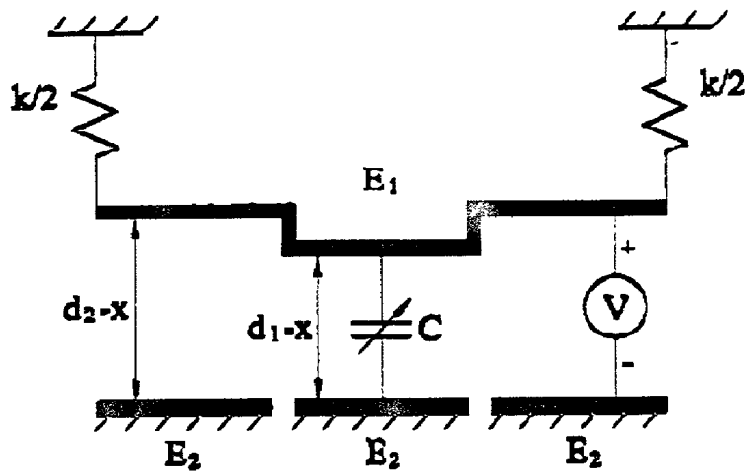 k/2
k/2
E₁
d₂-x
d₁-x
C
+
V
-
E₂
E₂
E₂